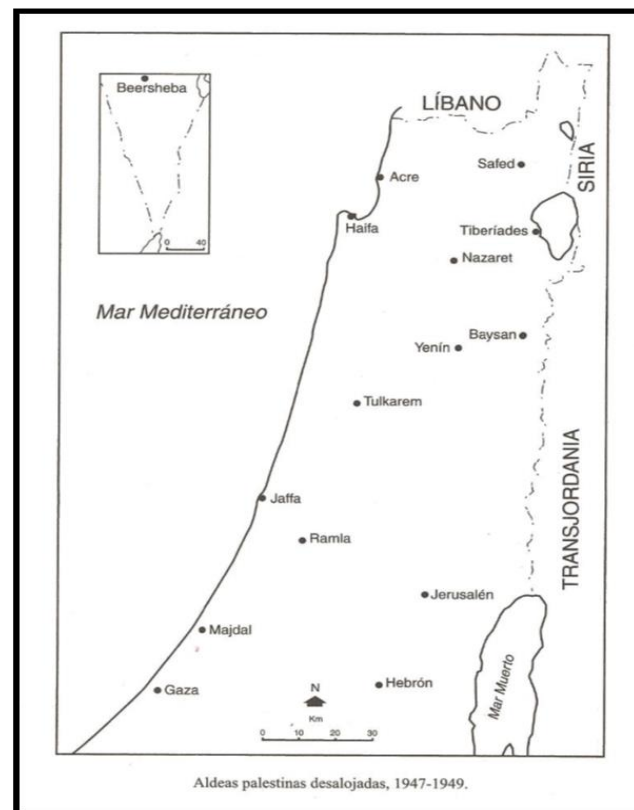 Beersheba
0 40
LÍBANO
SIRIA
Safed
Acre
Haifa
Tiberíades
Nazaret
Mar Mediterráneo
Baysan
Yenín
Tulkarem
TRANSJORDANIA
Jaffa
Ramla
Jerusalén
Majdal
Mar Muerto
Gaza
Hebrón
N
Km
0 10 20 30
Aldeas palestinas desalojadas, 1947-1949.